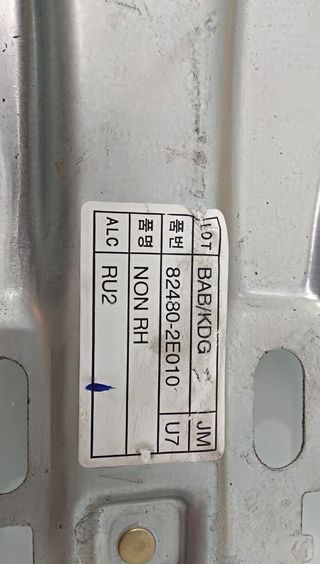 LOT BAB/KDG JM
품번 82480-2E010 U7
품명 NON RH
ALC RU2